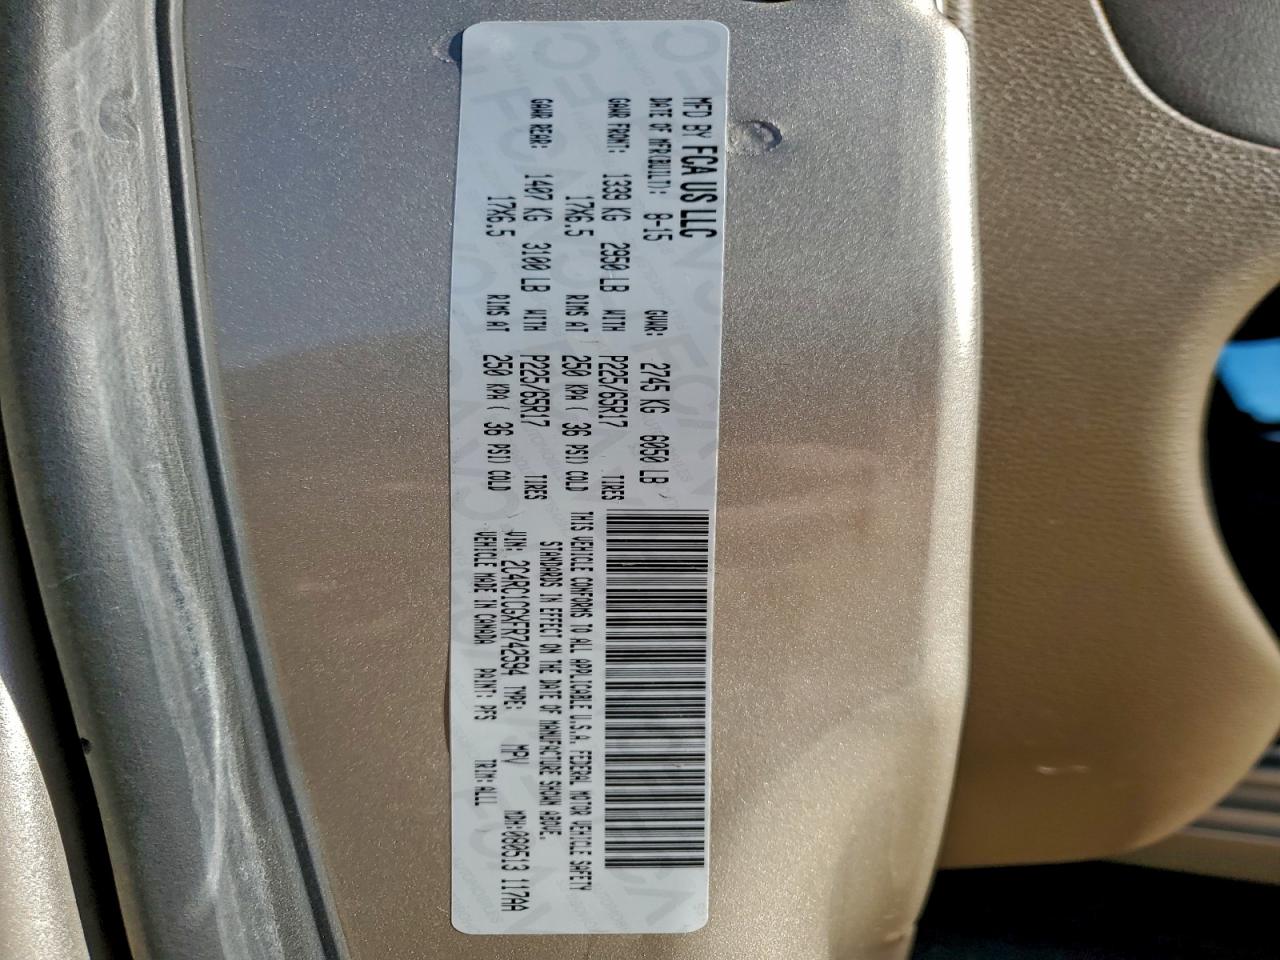 MFD BY FCA US LLC
DATE OF MFR(BUILT): 8-15 GVWR: 2745 KG 6050 LB
GAWR FRONT: 1339 KG 2950 LB WITH P225/65R17 TIRES
17X6.5 RIMS AT 250 KPA ( 36 PSI) COLD
GAWR REAR: 1407 KG 3100 LB WITH P225/65R17 TIRES
17X6.5 RIMS AT 250 KPA ( 36 PSI) COLD
THIS VEHICLE CONFORMS TO ALL APPLICABLE U.S.A. FEDERAL MOTOR VEHICLE SAFETY
STANDARDS IN EFFECT ON THE DATE OF MANUFACTURE SHOWN ABOVE.
VIN: 2C4RC1CGXFR742594 TYPE: MPV MDH:080513 117AA
VEHICLE MADE IN CANADA PAINT: PFS TRIM:ALL1